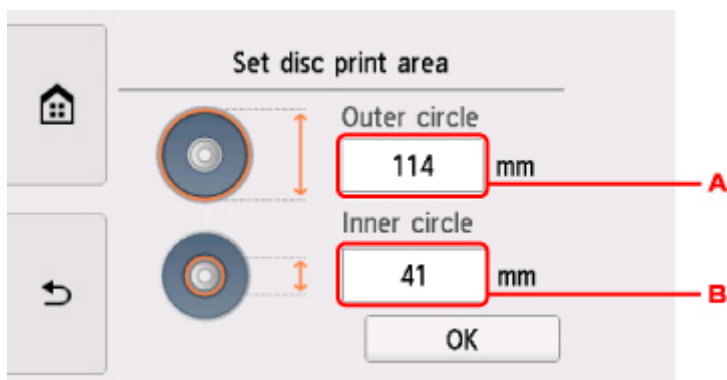 Set disc print area
Outer circle
114 mm
A
Inner circle
41 mm
B
OK